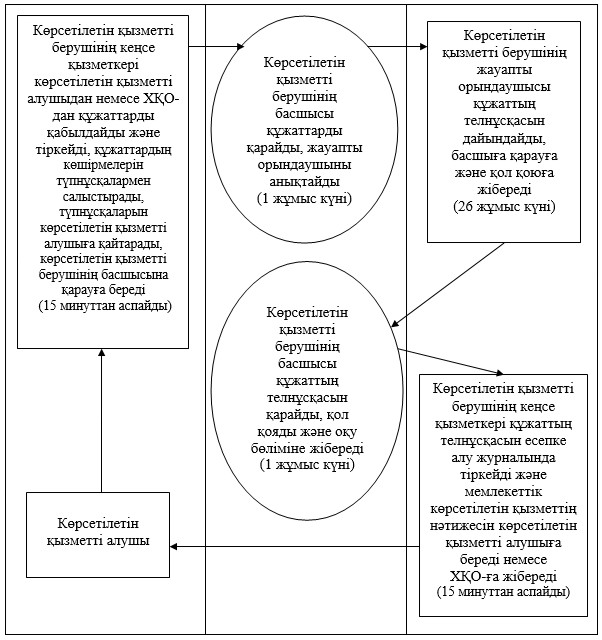 Көрсетілетін қызметті
берушінің кеңсе
қызметкері
көрсетілетін қызметті
алушыдан немесе ХҚО-
дан құжаттарды
қабылдайды және
тіркейді, құжаттардың
көшірмелерін
түпнұсқалармен
салыстырады,
түпнұсқаларын
көрсетілетін қызметті
алушыға қайтарады,
көрсетілетін қызметті
берушінің басшысына
қарауға береді
(15 минуттан аспайды)
Көрсетілетін
қызметті
берушінің
басшысы
құжаттарды
қарайды, жауапты
орындаушыны
анықтайды
(1 жұмыс күні)
Көрсетілетін
қызметті берушінің
жауапты
орындаушысы
құжаттың
телнұсқасын
дайындайды,
басшыға қарауға
және қол қоюға
жібереді
(26 жұмыс күні)
Көрсетілетін
қызметті
берушінің
басшысы
құжаттың
телнұсқасын
қарайды, қол
қояды және оқу
бөліміне жібереді
(1 жұмыс күні)
Көрсетілетін қызметті
берушінің кеңсе
қызметкері құжаттың
телнұсқасын есепке
алу журналында
тіркейді және
мемлекеттік
көрсетілетін қызметтің
нәтижесін көрсетілетін
қызметті алушыға
береді немесе
ХҚО-ға жібереді
(15 минуттан аспайды)
Көрсетілетін
қызметті алушы